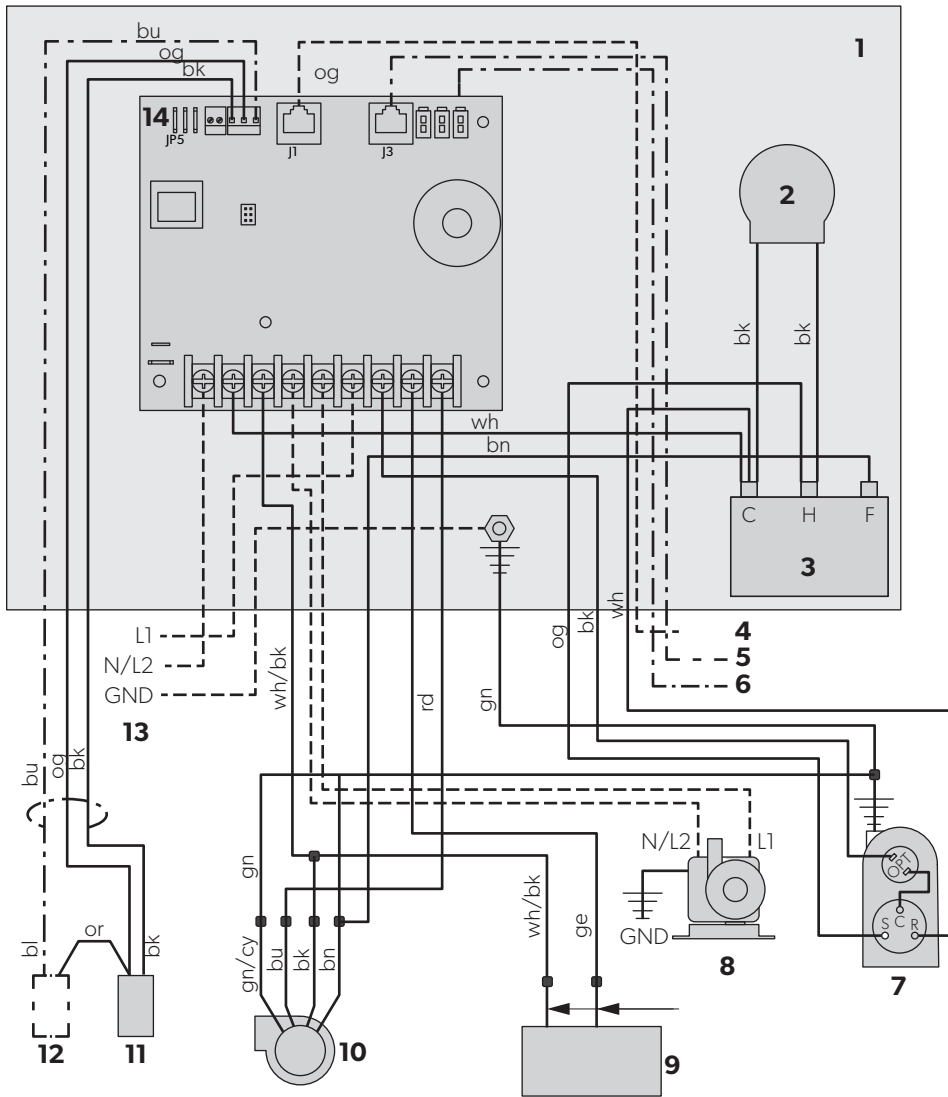 bu
1
og
bk
og
14
JP5
J1
J3
2
bk
bk
wh
bn
C
H
F
3
wh
og
bk
4
L1
5
N/L2
6
GND
wh/bk
rd
gn
13
bu
og
bk
N/L2
L1
gn
OPT
wh/bk
ge
S
C
R
or
GND
bl
bk
gn/cy
bu
bk
bn
8
7
12
11
10
9